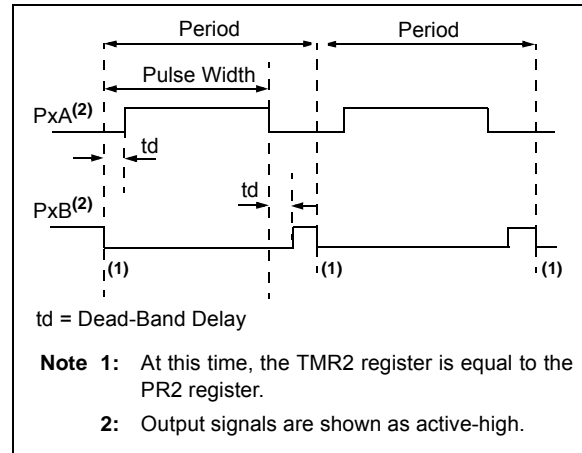 Period Period
Pulse Width
PxA(2)
td
td
PxB(2)
(1) (1) (1)
td = Dead-Band Delay
Note 1: At this time, the TMR2 register is equal to the
PR2 register.
2: Output signals are shown as active-high.